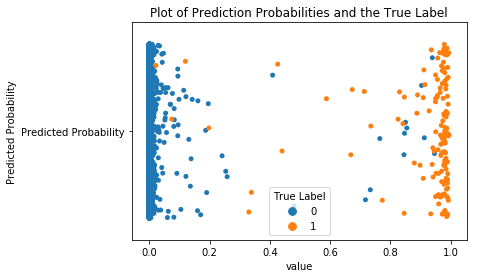 Plot of Prediction Probabilities and the True Label
Predicted Probability
Predicted Probability
True Label
0
1
0.0 0.2 0.4 0.6 0.8 1.0
value